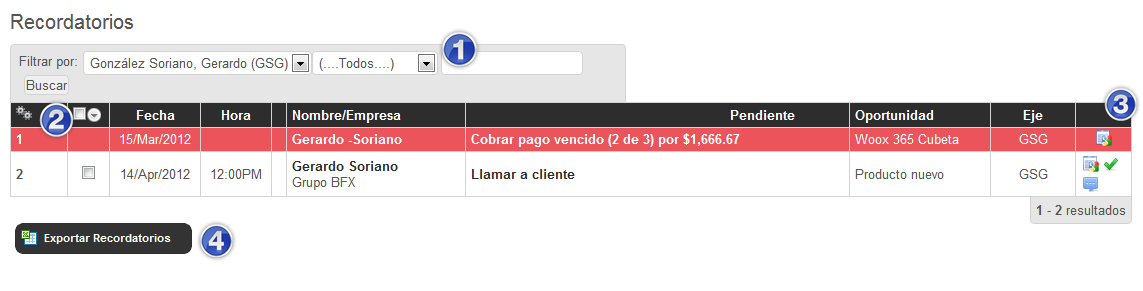 Recordatorios
1
Filtrar por: González Soriano, Gerardo (GSG) (....Todos....)
Buscar
2 Fecha Hora Nombre/Empresa Pendiente Oportunidad Eje 3
1 15/Mar/2012 Gerardo -Soriano Cobrar pago vencido (2 de 3) por $1,666.67 Woox 365 Cubeta GSG
2 14/Apr/2012 12:00PM Gerardo Soriano Llamar a cliente Producto nuevo GSG
Grupo BFX
1 - 2 resultados
Exportar Recordatorios 4